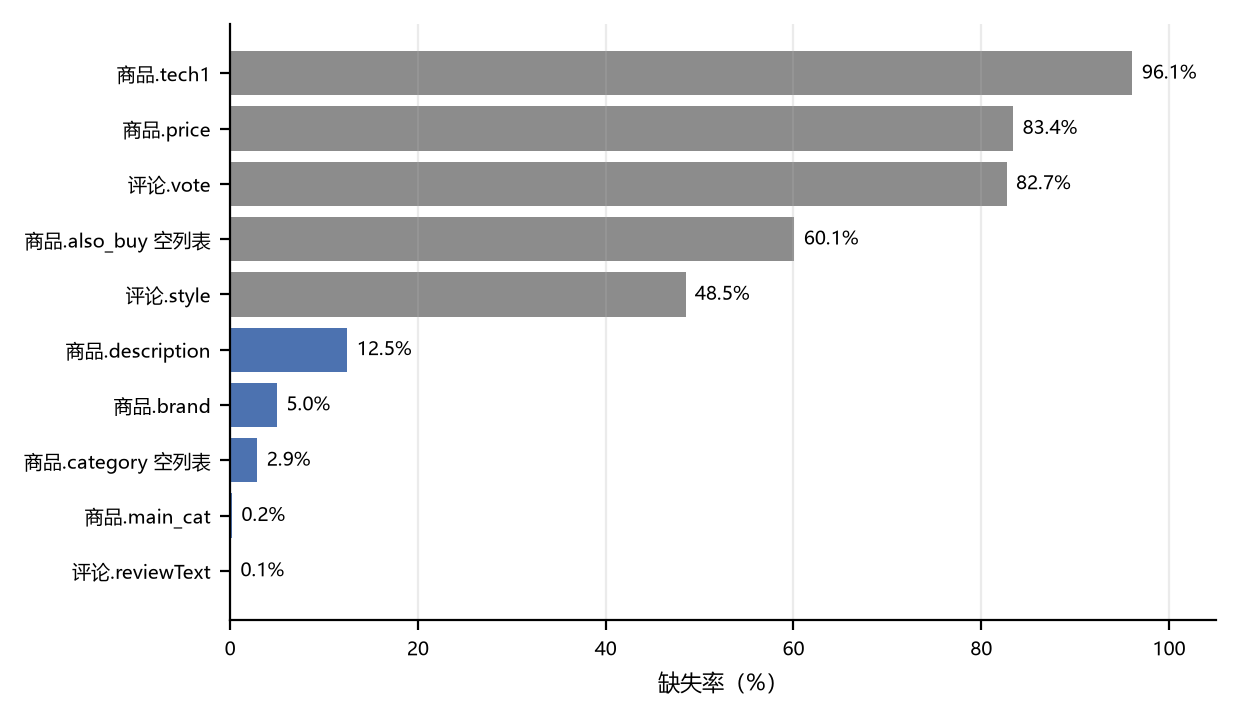 商品.tech1 96.1%
商品.price 83.4%
评论.vote 82.7%
商品.also_buy 空列表 60.1%
评论.style 48.5%
商品.description 12.5%
商品.brand 5.0%
商品.category 空列表 2.9%
商品.main_cat 0.2%
评论.reviewText 0.1%
0 20 40 60 80 100
缺失率（%）